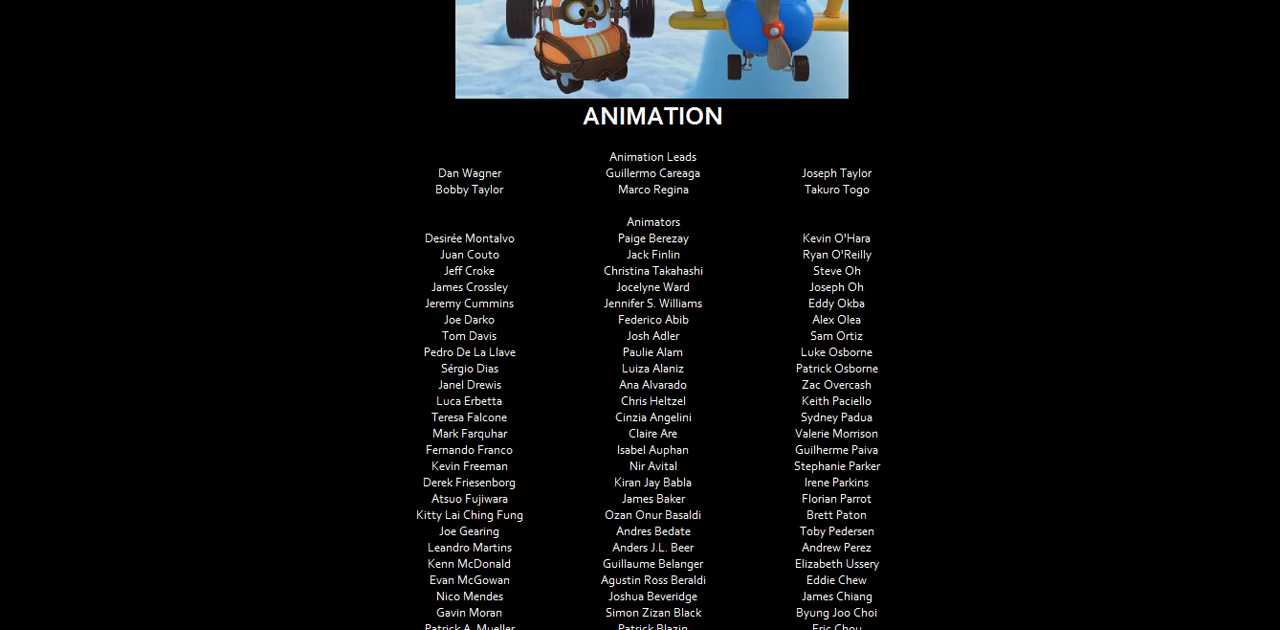 ANIMATION
Animation Leads
Dan Wagner Guillermo Careaga Joseph Taylor
Bobby Taylor Marco Regina Takuro Togo
Animators
Desirée Montalvo Paige Berezay Kevin O'Hara
Juan Couto Jack Finlin Ryan O'Reilly
Jeff Croke Christina Takahashi Steve Oh
James Crossley Jocelyne Ward Joseph Oh
Jeremy Cummins Jennifer S. Williams Eddy Okba
Joe Darko Federico Abib Alex Olea
Tom Davis Josh Adler Sam Ortiz
Pedro De La Llave Paulie Alam Luke Osborne
Sérgio Dias Luiza Alaniz Patrick Osborne
Janel Drewis Ana Alvarado Zac Overcash
Luca Erbetta Chris Heltzel Keith Paciello
Teresa Falcone Cinzia Angelini Sydney Padua
Mark Farquhar Claire Are Valerie Morrison
Fernando Franco Isabel Auphan Guilherme Paiva
Kevin Freeman Nir Avital Stephanie Parker
Derek Friesenborg Kiran Jay Babla Irene Parkins
Atsuo Fujiwara James Baker Florian Parrot
Kitty Lai Ching Fung Ozan Onur Basaldi Brett Paton
Joe Gearing Andres Bedate Toby Pedersen
Leandro Martins Anders J.L. Beer Andrew Perez
Kenn McDonald Guillaume Belanger Elizabeth Ussery
Evan McGowan Agustin Ross Beraldi Eddie Chew
Nico Mendes Joshua Beveridge James Chiang
Gavin Moran Simon Zizan Black Byung Joo Choi
Patrick A. Mueller Patrick Blazin Eric Chou